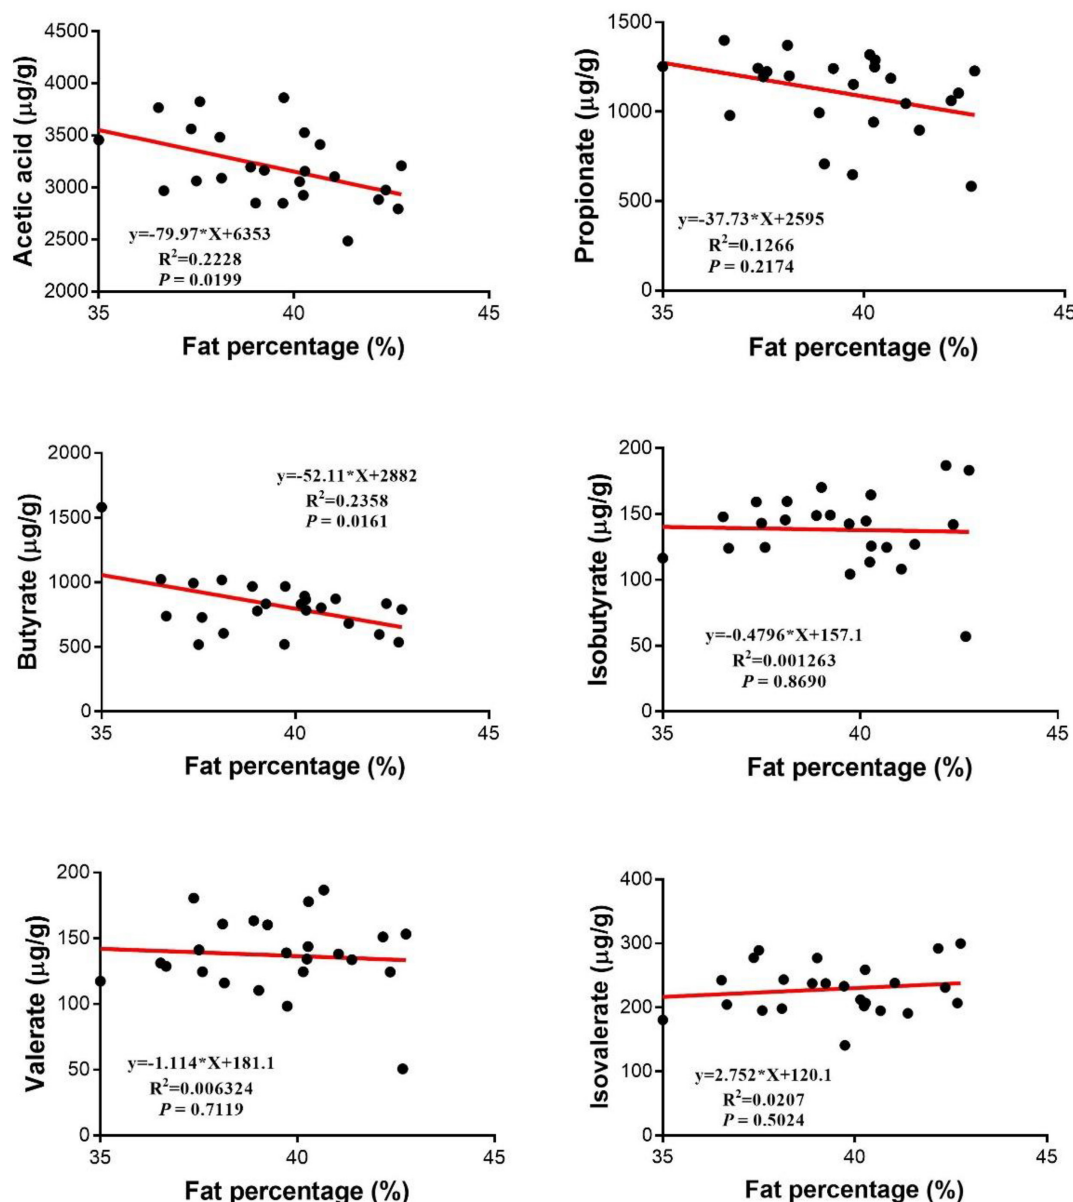 4500
4000
3500
3000
2500
2000
Acetic acid (μg/g)
y=-79.97*X+6353
R²=0.2228
P = 0.0199
35 40 45
Fat percentage (%)
1500
1000
500
0
Propionate (μg/g)
y=-37.73*X+2595
R²=0.1266
P = 0.2174
35 40 45
Fat percentage (%)
2000
1500
1000
500
0
Butyrate (μg/g)
y=-52.11*X+2882
R²=0.2358
P = 0.0161
35 40 45
Fat percentage (%)
200
150
100
50
0
Isobutyrate (μg/g)
y=-0.4796*X+157.1
R²=0.001263
P = 0.8690
35 40 45
Fat percentage (%)
200
150
100
50
0
Valerate (μg/g)
y=-1.114*X+181.1
R²=0.006324
P = 0.7119
35 40 45
Fat percentage (%)
400
300
200
100
0
Isovalerate (μg/g)
y=2.752*X+120.1
R²=0.0207
P = 0.5024
35 40 45
Fat percentage (%)